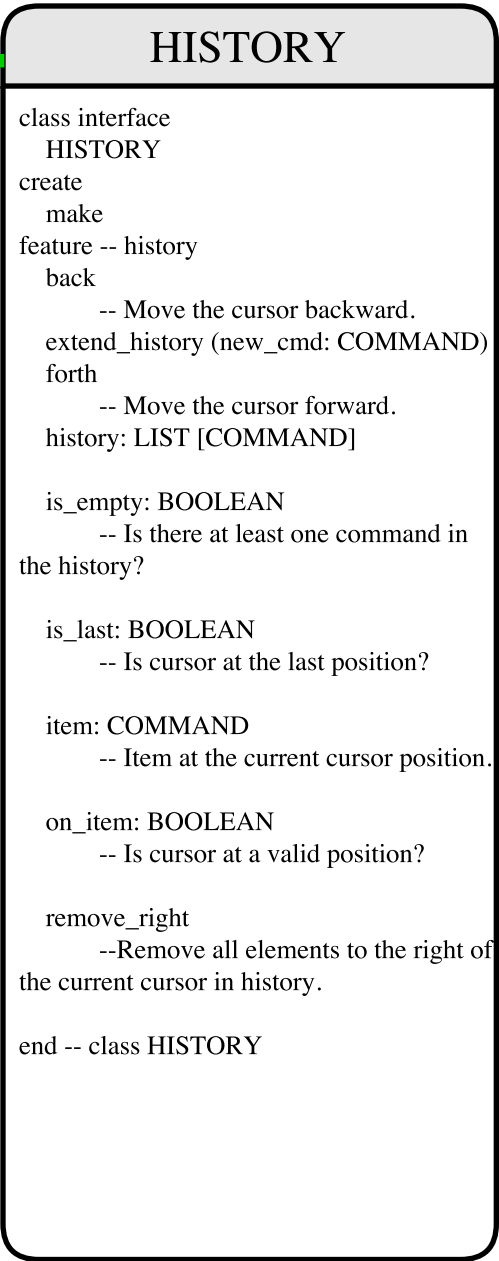 HISTORY
class interface
HISTORY
create
make
feature -- history
back
-- Move the cursor backward.
extend_history (new_cmd: COMMAND)
forth
-- Move the cursor forward.
history: LIST [COMMAND]
is_empty: BOOLEAN
-- Is there at least one command in
the history?
is_last: BOOLEAN
-- Is cursor at the last position?
item: COMMAND
-- Item at the current cursor position.
on_item: BOOLEAN
-- Is cursor at a valid position?
remove_right
--Remove all elements to the right of
the current cursor in history.
end -- class HISTORY